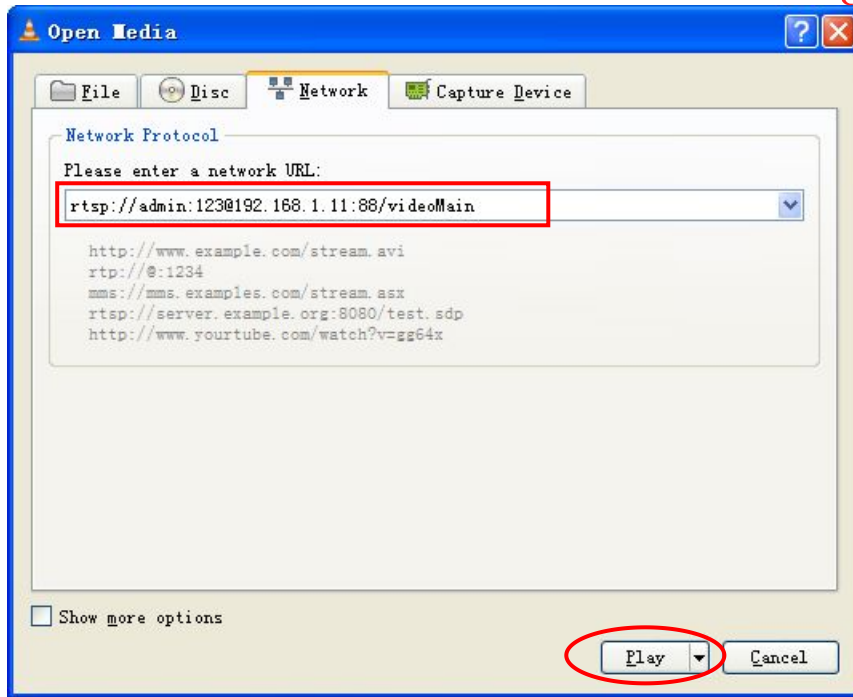 Open Media
File Disc Network Capture Device
Network Protocol
Please enter a network URL:
rtsp://admin:123@192.168.1.11:88/videoMain
http://www.example.com/stream.avi
rtp://@:1234
mms://mms.examples.com/stream.asx
rtsp://server.example.org:8080/test.sdp
http://www.yourtube.com/watch?v=gg64x
Show more options
Play Cancel